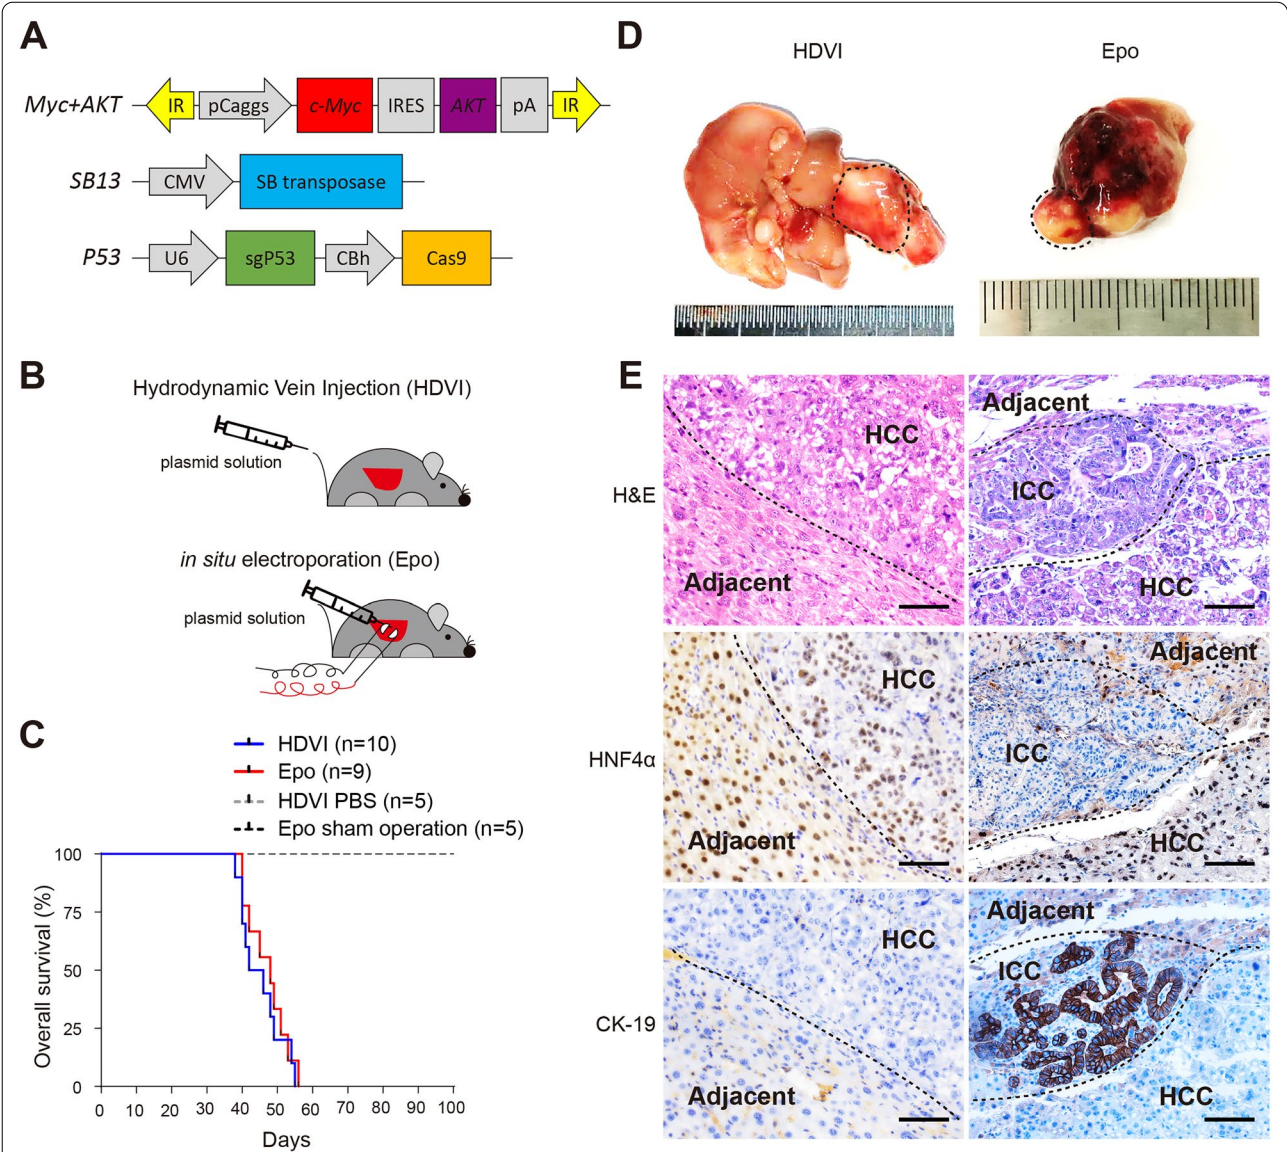 A
Myc+AKT IR pCaggs c-Myc IRES AKT pA IR
SB13 CMV SB transposase
P53 U6 sgP53 CBh Cas9
B
Hydrodynamic Vein Injection (HDVI)
plasmid solution
in situ electroporation (Epo)
plasmid solution
C
HDVI (n=10)
Epo (n=9)
HDVI PBS (n=5)
Epo sham operation (n=5)
Overall survival (%)
100
75
50
25
0
0 10 20 30 40 50 60 70 80 90 100
Days
D
HDVI Epo
E
H&E
HCC
Adjacent
Adjacent
ICC
HCC
HNF4α
HCC
Adjacent
Adjacent
ICC
HCC
CK-19
HCC
Adjacent
Adjacent
ICC
HCC